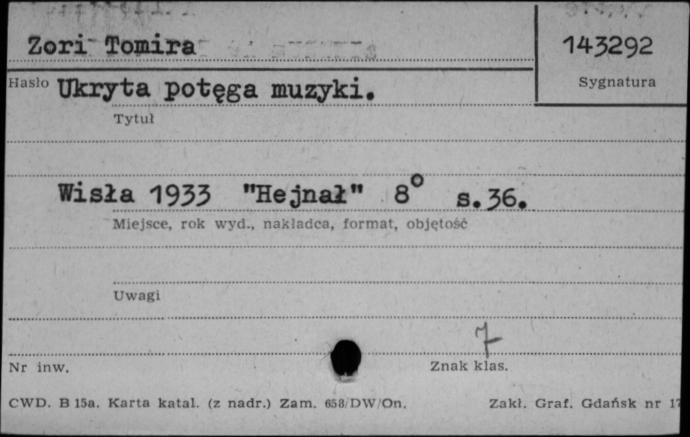 Zori Tomira
143292
Hasło
Sygnatura
Ukryta potęga muzyki.
Tytuł
Wisła 1933 "Hejnał" 8° s.36.
Miejsce, rok wyd., nakładca, format, objętość
Uwagi
7
Nr inw.
Znak klas.
CWD. B 15a. Karta katal. (z nadr.) Zam. 658/DW/On.
Zakł. Graf. Gdańsk nr 17